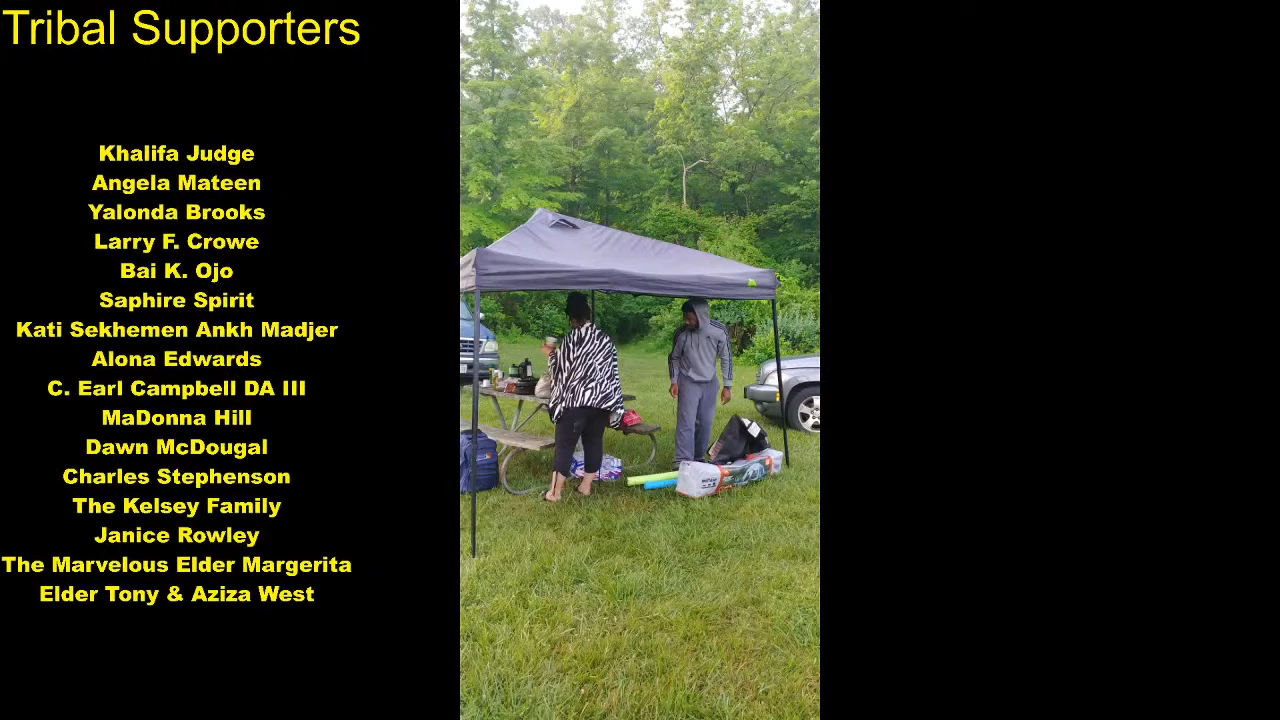 Tribal Supporters
Khalifa Judge
Angela Mateen
Yalonda Brooks
Larry F. Crowe
Bai K. Ojo
Saphire Spirit
Kati Sekhemen Ankh Madjer
Alona Edwards
C. Earl Campbell DA III
MaDonna Hill
Dawn McDougal
Charles Stephenson
The Kelsey Family
Janice Rowley
The Marvelous Elder Margerita
Elder Tony & Aziza West